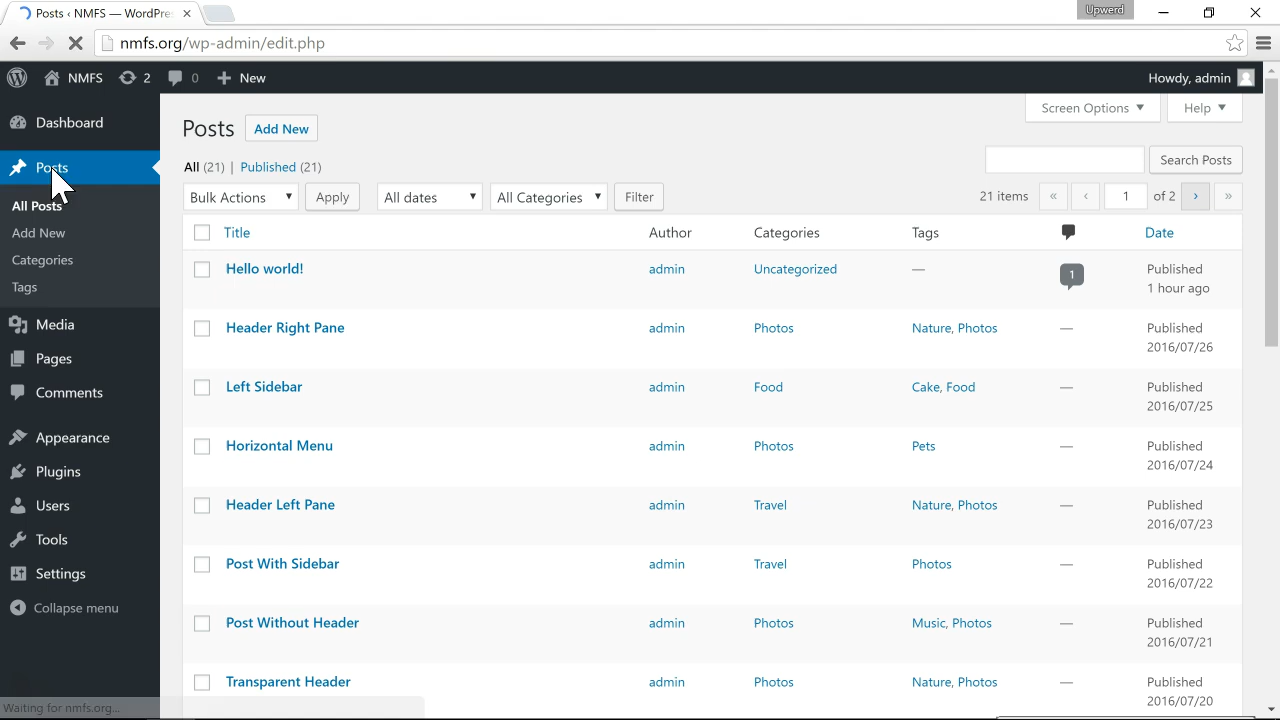 Posts ‹ NMFS — WordPre
Upwerd
nmfs.org/wp-admin/edit.php
NMFS 2 0 New Howdy, admin
Screen Options Help
Dashboard
Posts
All Posts
Add New
Categories
Tags
Media
Pages
Comments
Appearance
Plugins
Users
Tools
Settings
Collapse menu
Posts Add New
All (21) | Published (21)
Search Posts
Bulk Actions Apply All dates All Categories Filter 21 items « ‹ 1 of 2 › »
Title Author Categories Tags Date
Hello world! admin Uncategorized — 1 Published
1 hour ago
Header Right Pane admin Photos Nature, Photos — Published
2016/07/26
Left Sidebar admin Food Cake, Food — Published
2016/07/25
Horizontal Menu admin Photos Pets — Published
2016/07/24
Header Left Pane admin Travel Nature, Photos — Published
2016/07/23
Post With Sidebar admin Travel Photos — Published
2016/07/22
Post Without Header admin Photos Music, Photos — Published
2016/07/21
Transparent Header admin Photos Nature, Photos — Published
2016/07/20
Waiting for nmfs.org...